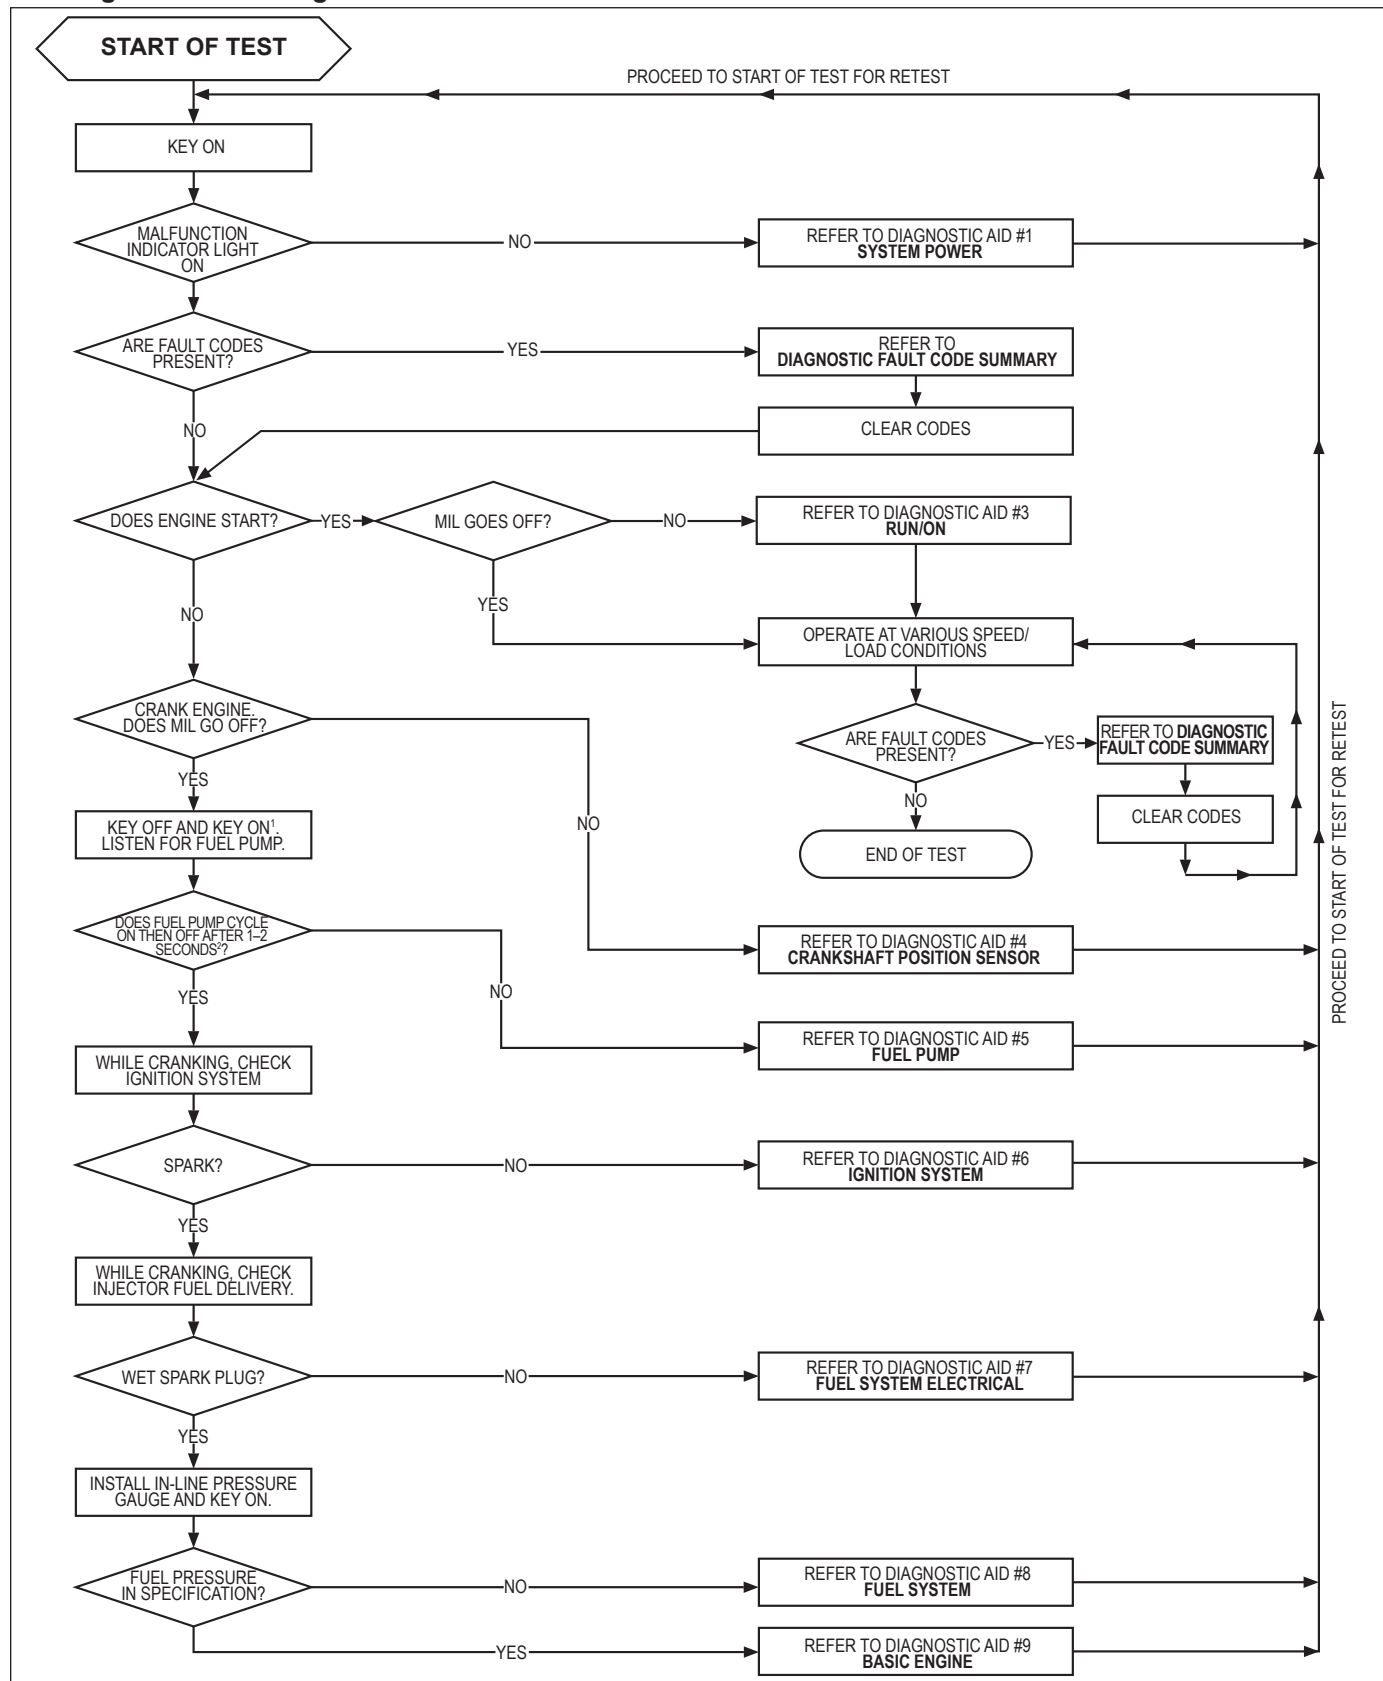 START OF TEST
PROCEED TO START OF TEST FOR RETEST
KEY ON
MALFUNCTION
INDICATOR LIGHT
ON
NO
REFER TO DIAGNOSTIC AID #1
SYSTEM POWER
ARE FAULT CODES
PRESENT?
YES
REFER TO
DIAGNOSTIC FAULT CODE SUMMARY
NO
CLEAR CODES
DOES ENGINE START?
YES
MIL GOES OFF?
NO
REFER TO DIAGNOSTIC AID #3
RUN/ON
NO
YES
OPERATE AT VARIOUS SPEED/
LOAD CONDITIONS
CRANK ENGINE.
DOES MIL GO OFF?
ARE FAULT CODES
PRESENT?
YES
REFER TO DIAGNOSTIC
FAULT CODE SUMMARY
PROCEED TO START OF TEST FOR RETEST
YES
NO
NO
CLEAR CODES
KEY OFF AND KEY ON¹.
LISTEN FOR FUEL PUMP.
END OF TEST
DOES FUEL PUMP CYCLE
ON THEN OFF AFTER 1–2
SECONDS²?
REFER TO DIAGNOSTIC AID #4
CRANKSHAFT POSITION SENSOR
YES
NO
REFER TO DIAGNOSTIC AID #5
FUEL PUMP
WHILE CRANKING, CHECK
IGNITION SYSTEM
SPARK?
NO
REFER TO DIAGNOSTIC AID #6
IGNITION SYSTEM
YES
WHILE CRANKING, CHECK
INJECTOR FUEL DELIVERY.
WET SPARK PLUG?
NO
REFER TO DIAGNOSTIC AID #7
FUEL SYSTEM ELECTRICAL
YES
INSTALL IN-LINE PRESSURE
GAUGE AND KEY ON.
FUEL PRESSURE
IN SPECIFICATION?
NO
REFER TO DIAGNOSTIC AID #8
FUEL SYSTEM
YES
REFER TO DIAGNOSTIC AID #9
BASIC ENGINE